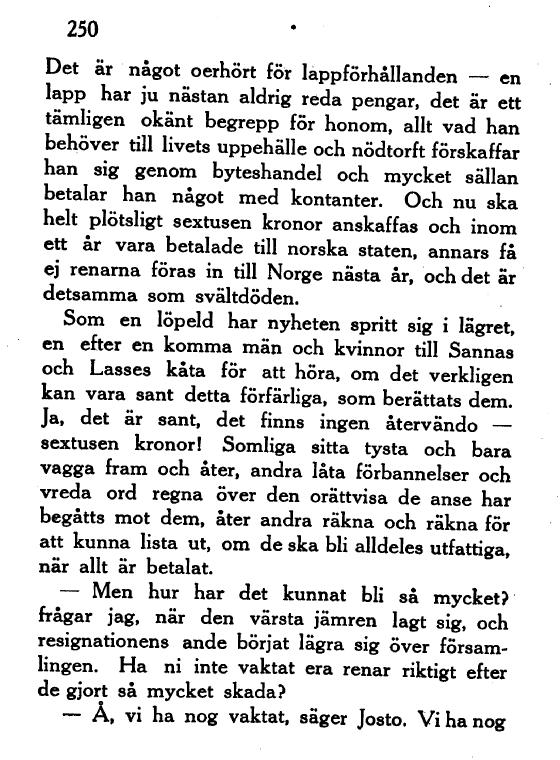 250
Det är något oerhört för lappförhållanden — en
lapp har ju nästan aldrig reda pengar, det är ett
tämligen okänt begrepp för honom, allt vad han
behöver till livets uppehälle och nödtorft förskaffar
han sig genom byteshandel och mycket sällan
betalar han något med kontanter. Och nu ska
helt plötsligt sextusen kronor anskaffas och inom
ett år vara betalade till norska staten, annars få
ej renarna föras in till Norge nästa år, och det är
detsamma som svältdöden.
Som en löpeld har nyheten spritt sig i lägret,
en efter en komma män och kvinnor till Sannas
och Lasses kåta för att höra, om det verkligen
kan vara sant detta förfärliga, som berättats dem.
Ja, det är sant, det finns ingen återvändo —
sextusen kronor! Somliga sitta tysta och bara
vagga fram och åter, andra låta förbannelser och
vreda ord regna över den orättvisa de anse har
begåtts mot dem, åter andra räkna och räkna för
att kunna lista ut, om de ska bli alldeles utfattiga,
när allt är betalat.
— Men hur har det kunnat bli så mycket?
frågar jag, när den värsta jämren lagt sig, och
resignationens ande börjat lägra sig över försam-
lingen. Ha ni inte vaktat era renar riktigt efter
de gjort så mycket skada?
— Å, vi ha nog vaktat, säger Josto. Vi ha nog